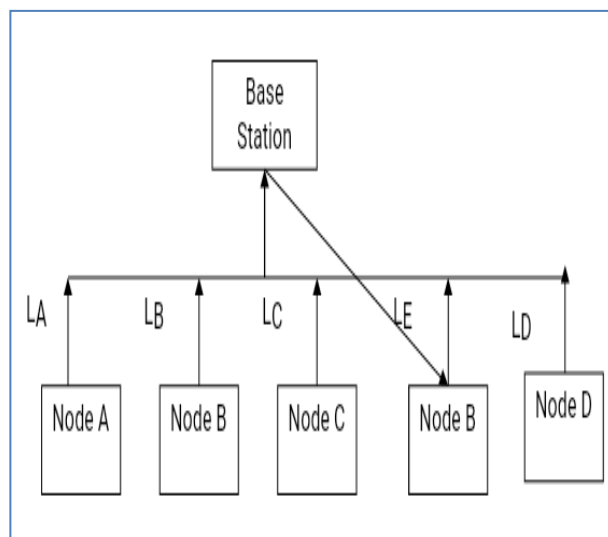 Base
Station
LA
LB
LC
LE
LD
Node A
Node B
Node C
Node B
Node D